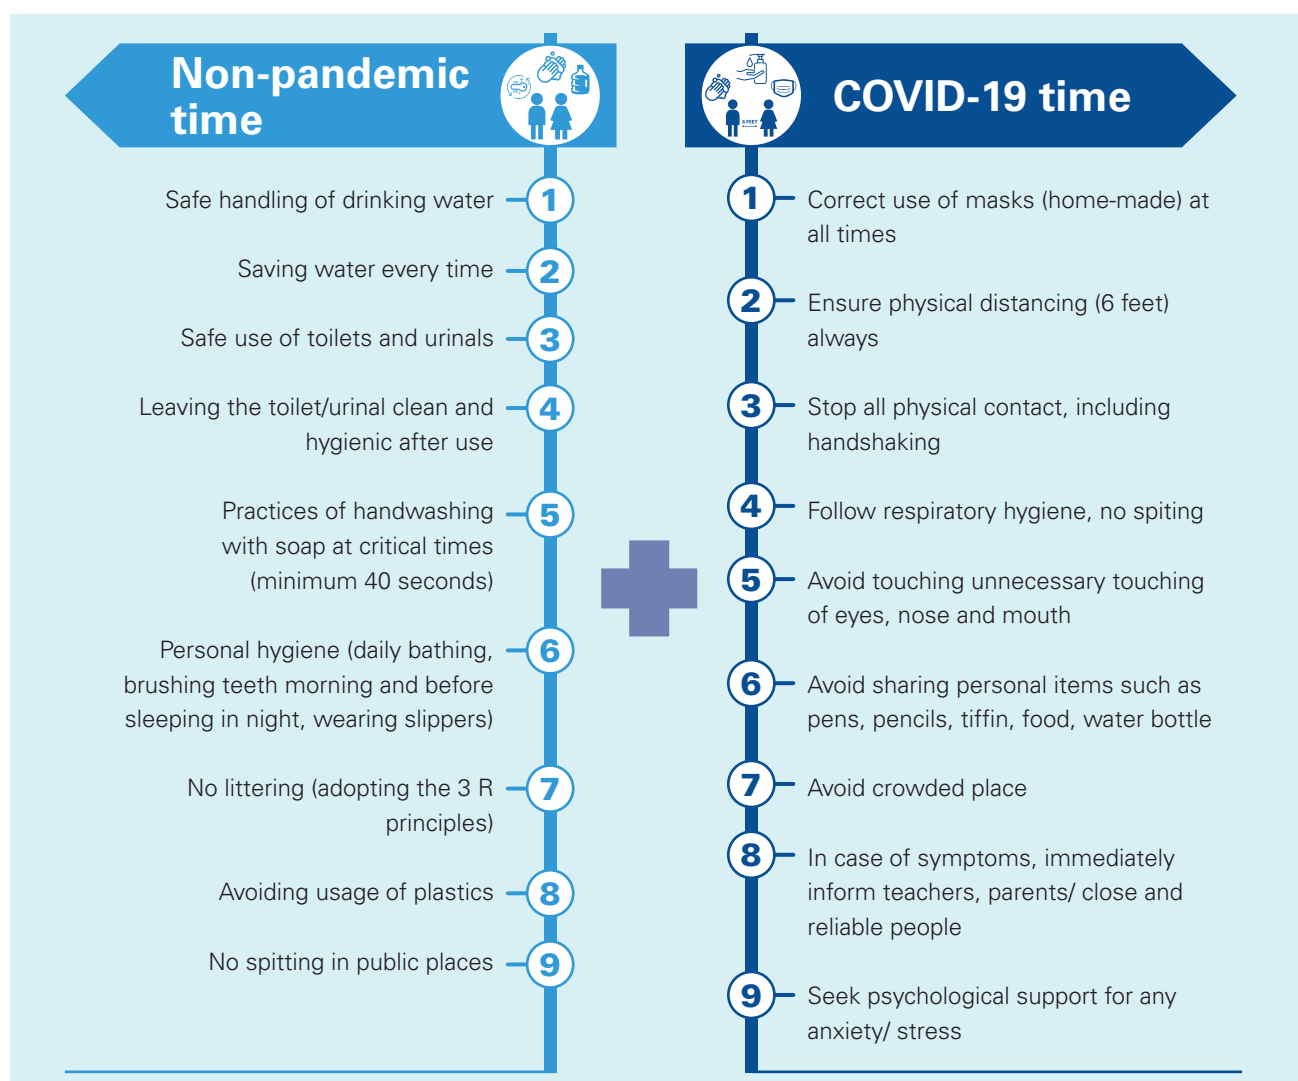 Non-pandemic
time
1
Safe handling of drinking water
2
Saving water every time
3
Safe use of toilets and urinals
4
Leaving the toilet/urinal clean and
hygienic after use
5
Practices of handwashing
with soap at critical times
(minimum 40 seconds)
6
Personal hygiene (daily bathing,
brushing teeth morning and before
sleeping in night, wearing slippers)
7
No littering (adopting the 3 R
principles)
8
Avoiding usage of plastics
9
No spitting in public places
6 FEET
COVID-19 time
1
Correct use of masks (home-made) at
all times
2
Ensure physical distancing (6 feet)
always
3
Stop all physical contact, including
handshaking
4
Follow respiratory hygiene, no spiting
5
Avoid touching unnecessary touching
of eyes, nose and mouth
6
Avoid sharing personal items such as
pens, pencils, tiffin, food, water bottle
7
Avoid crowded place
8
In case of symptoms, immediately
inform teachers, parents/ close and
reliable people
9
Seek psychological support for any
anxiety/ stress